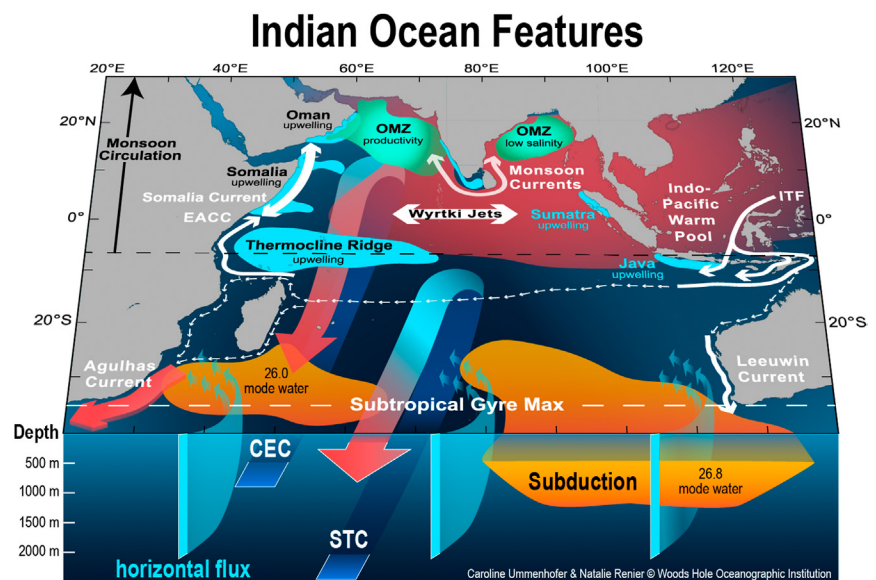 Indian Ocean Features
20°E
40°E
60°E
80°E
100°E
120°E
20°N
20°N
Monsoon
Circulation
Oman
upwelling
OMZ
productivity
OMZ
low salinity
Somalia
upwelling
Monsoon
Currents
Somalia Current
EACC
Indo-
Pacific
Warm
Pool
ITF
0°
0°
Wyrtki Jets
Sumatra
upwelling
Thermocline Ridge
upwelling
Java
upwelling
20°S
20°S
Agulhas
Current
26.0
mode water
Leeuwin
Current
Subtropical Gyre Max
Depth
500 m
1000 m
1500 m
2000 m
CEC
STC
Subduction
26.8
mode water
horizontal flux
Caroline Ummenhofer & Natalie Renier © Woods Hole Oceanographic Institution